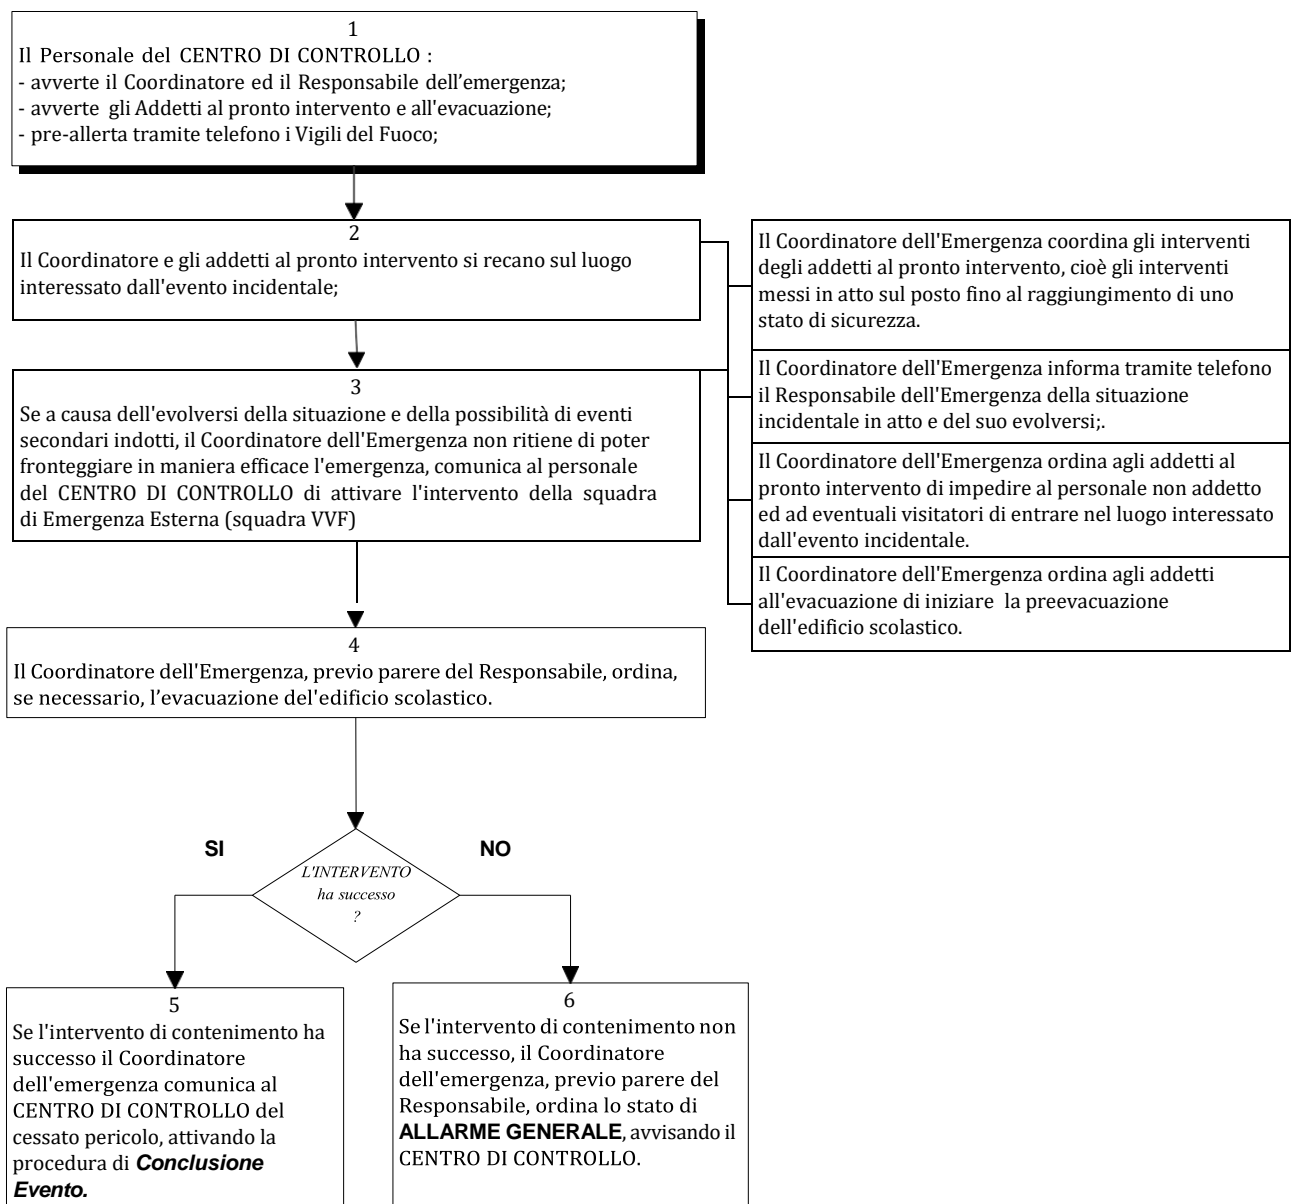 1
Il Personale del CENTRO DI CONTROLLO :
- avverte il Coordinatore ed il Responsabile dell’emergenza;
- avverte gli Addetti al pronto intervento e all'evacuazione;
- pre-allerta tramite telefono i Vigili del Fuoco;
2
Il Coordinatore e gli addetti al pronto intervento si recano sul luogo
interessato dall'evento incidentale;
Il Coordinatore dell'Emergenza coordina gli interventi
degli addetti al pronto intervento, cioè gli interventi
messi in atto sul posto fino al raggiungimento di uno
stato di sicurezza.
Il Coordinatore dell'Emergenza informa tramite telefono
il Responsabile dell'Emergenza della situazione
incidentale in atto e del suo evolversi;.
Il Coordinatore dell'Emergenza ordina agli addetti al
pronto intervento di impedire al personale non addetto
ed ad eventuali visitatori di entrare nel luogo interessato
dall'evento incidentale.
Il Coordinatore dell'Emergenza ordina agli addetti
all'evacuazione di iniziare la preevacuazione
dell'edificio scolastico.
3
Se a causa dell'evolversi della situazione e della possibilità di eventi
secondari indotti, il Coordinatore dell'Emergenza non ritiene di poter
fronteggiare in maniera efficace l'emergenza, comunica al personale
del CENTRO DI CONTROLLO di attivare l'intervento della squadra
di Emergenza Esterna (squadra VVF)
4
Il Coordinatore dell'Emergenza, previo parere del Responsabile, ordina,
se necessario, l’evacuazione del'edificio scolastico.
SI
NO
L'INTERVENTO
ha successo
?
5
Se l'intervento di contenimento ha
successo il Coordinatore
dell'emergenza comunica al
CENTRO DI CONTROLLO del
cessato pericolo, attivando la
procedura di Conclusione
Evento.
6
Se l'intervento di contenimento non
ha successo, il Coordinatore
dell'emergenza, previo parere del
Responsabile, ordina lo stato di
ALLARME GENERALE, avvisando il
CENTRO DI CONTROLLO.